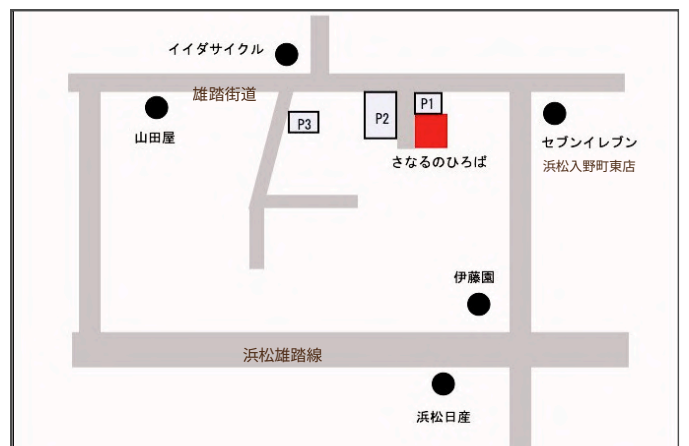 イイダサイクル
雄踏街道
山田屋
P3
P2
P1
さなるのひろば
セブンイレブン
浜松入野町東店
伊藤園
浜松雄踏線
浜松日産